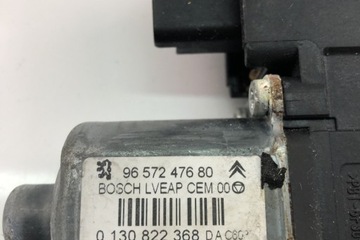 96 572 476 80
BOSCH LVEAP CEM 00
0 130 822 368 DA